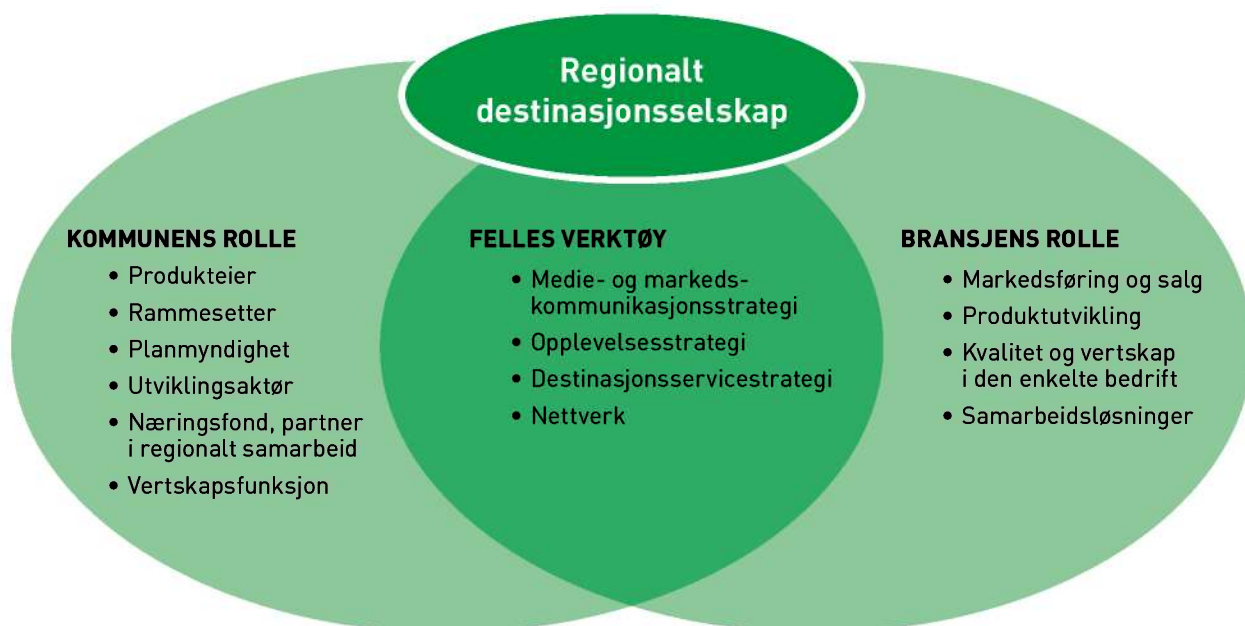 Regionalt
destinasjonsselskap
KOMMUNENS ROLLE
• Produkteier
• Rammesetter
• Planmyndighet
• Utviklingsaktør
• Næringsfond, partner
i regionalt samarbeid
• Vertskapsfunksjon
FELLES VERKTØY
• Medie- og markeds-
kommunikasjonsstrategi
• Opplevelsesstrategi
• Destinasjonsservicestrategi
• Nettverk
BRANSJENS ROLLE
• Markedsføring og salg
• Produktutvikling
• Kvalitet og vertskap
i den enkelte bedrift
• Samarbeidsløsninger